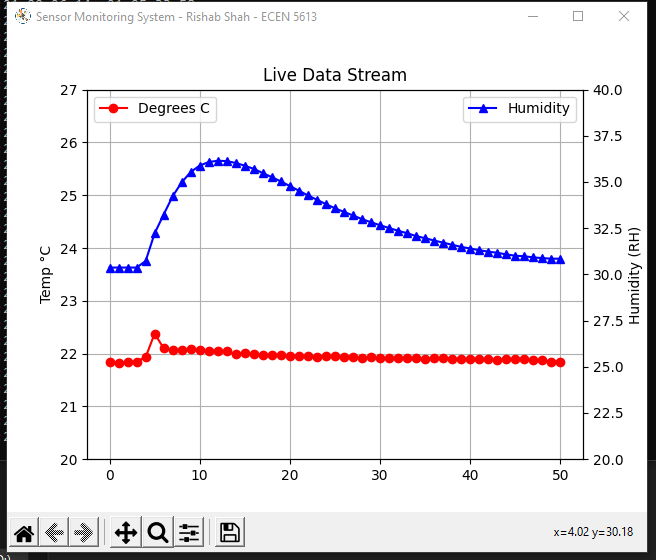 Sensor Monitoring System - Rishab Shah - ECEN 5613
Live Data Stream
Degrees C
Humidity
27
26
25
24
23
22
21
20
Temp °C
40.0
37.5
35.0
32.5
30.0
27.5
25.0
22.5
20.0
Humidity (RH)
0 10 20 30 40 50
x=4.02 y=30.18